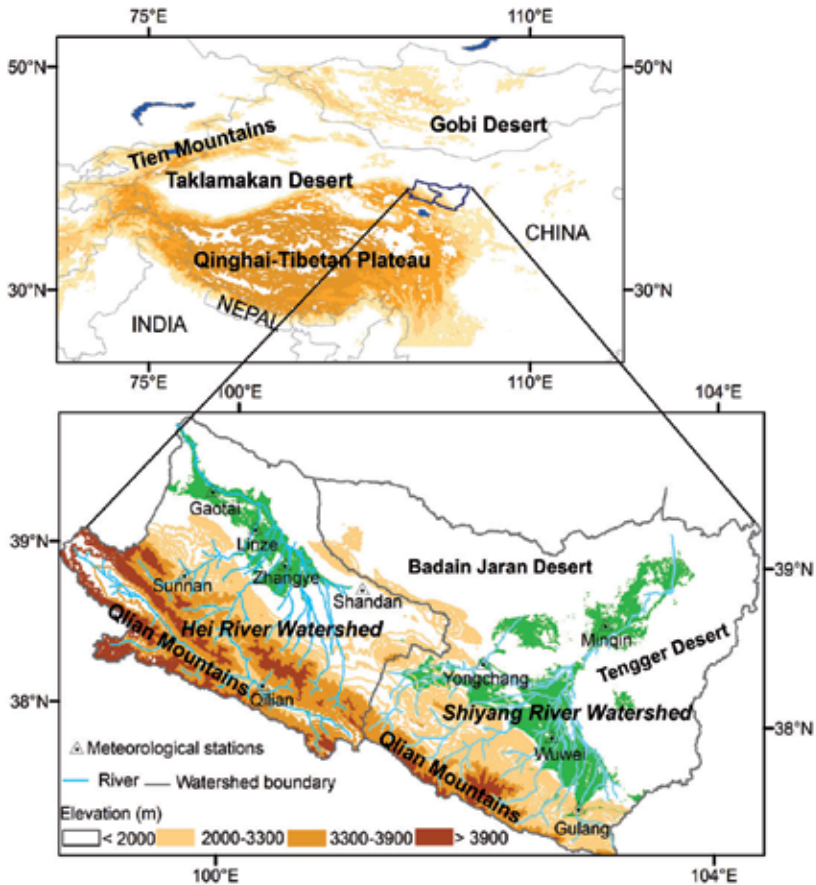 75°E 110°E
50°N 50°N
Gobi Desert
Tien Mountains
Taklamakan Desert
CHINA
Qinghai-Tibetan Plateau
30°N 30°N
NEPAL
INDIA
75°E 110°E
100°E 104°E
Gaotai
39°N Linze
39°N
Badain Jaran Desert
Zhangye
Sunnan
Shandan
Qlian Mountains
Hei River Watershed
Minqin
Tengger Desert
Yongchang
38°N Qilian
Shiyang River Watershed
38°N
Meteorological stations
Wuwei
River Watershed boundary
Qlian Mountains
Elevation (m)
Gulang
< 2000 2000-3300 3300-3900 > 3900
100°E 104°E